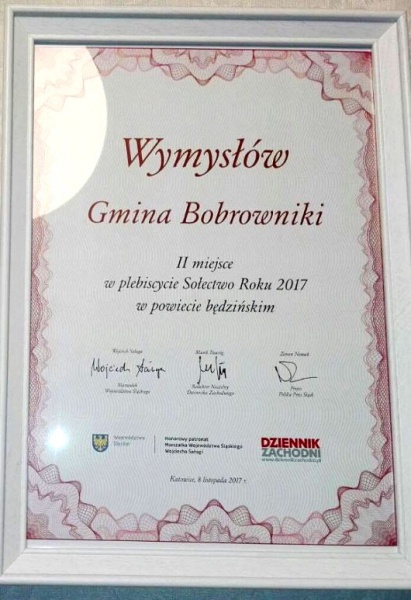 Wymysłów
Gmina Bobrowniki
II miejsce
w plebiscycie Sołectwo Roku 2017
w powiecie będzińskim
Wojciech Saługa
Marek Twaróg
Zenon Nowak
Marszałek
Województwa Śląskiego
Redaktor Naczelny
Dziennika Zachodniego
Prezes
Polska Press Śląsk
Województwo
Śląskie
Honorowy patronat
Marszałka Województwa Śląskiego
Wojciecha Saługi
DZIENNIK
ZACHODNI
www.dziennikzachodni.pl
Katowice, 8 listopada 2017 r.